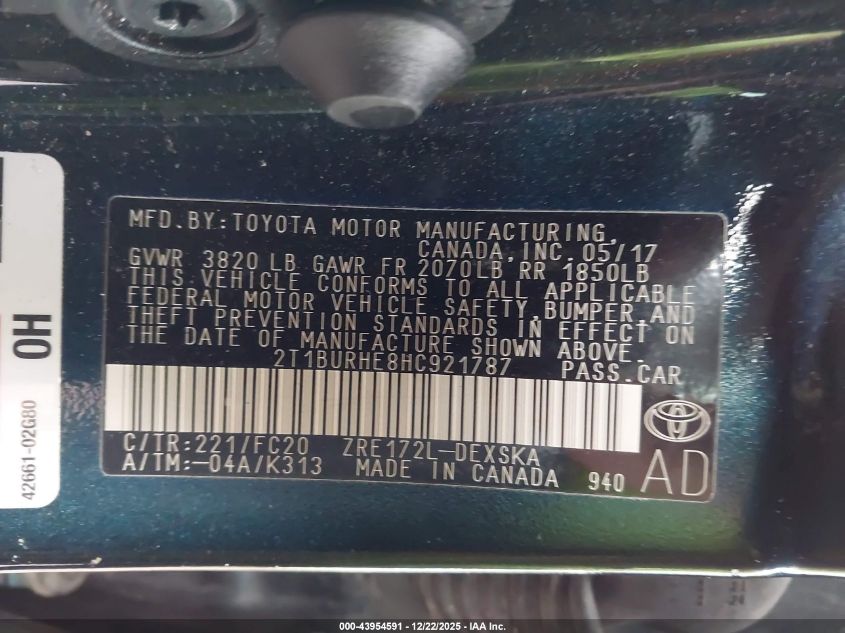 MFD.BY:TOYOTA MOTOR MANUFACTURING,
CANADA,INC.05/17
GVWR 3820 LB GAWR FR 2070LB RR 1850LB
THIS VEHICLE CONFORMS TO ALL APPLICABLE
FEDERAL MOTOR VEHICLE SAFETY,BUMPER,AND
THEFT PREVENTION STANDARDS IN EFFECT ON
THE DATE OF MANUFACTURE SHOWN ABOVE.
2T1BURHE8HC921787 PASS.CAR
C/TR:221/FC20 ZRE172L-DEXSKA
A/TM:-04A/K313 MADE IN CANADA 940 AD
0H
42661-02G80
000-43954591 - 12/22/2025 - IAA Inc.